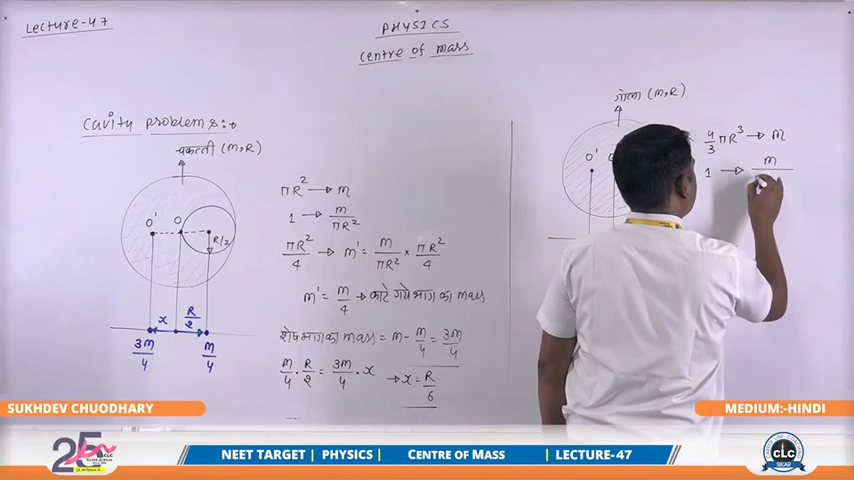 Lecture-47
PHYSICS
Centre of mass
Cavity problems:→
चकत्ती (M,R)
O'
O
R/2
x
R/2
3M/4
M/4
πR² → M
1 → M/πR²
πR²/4 → M' = M/πR² × πR²/4
M' = M/4 → काटे गये भाग का mass
शेष भाग का mass = M - M/4 = 3M/4
M/4 · R/2 = 3M/4 · x
→ x = R/6
गोला (M,R)
O'
4/3 πR³ → M
1 → M
SUKHDEV CHUODHARY
MEDIUM:-HINDI
25
CLC
NEET TARGET | PHYSICS | CENTRE OF MASS | LECTURE-47
CLC
SIKAR